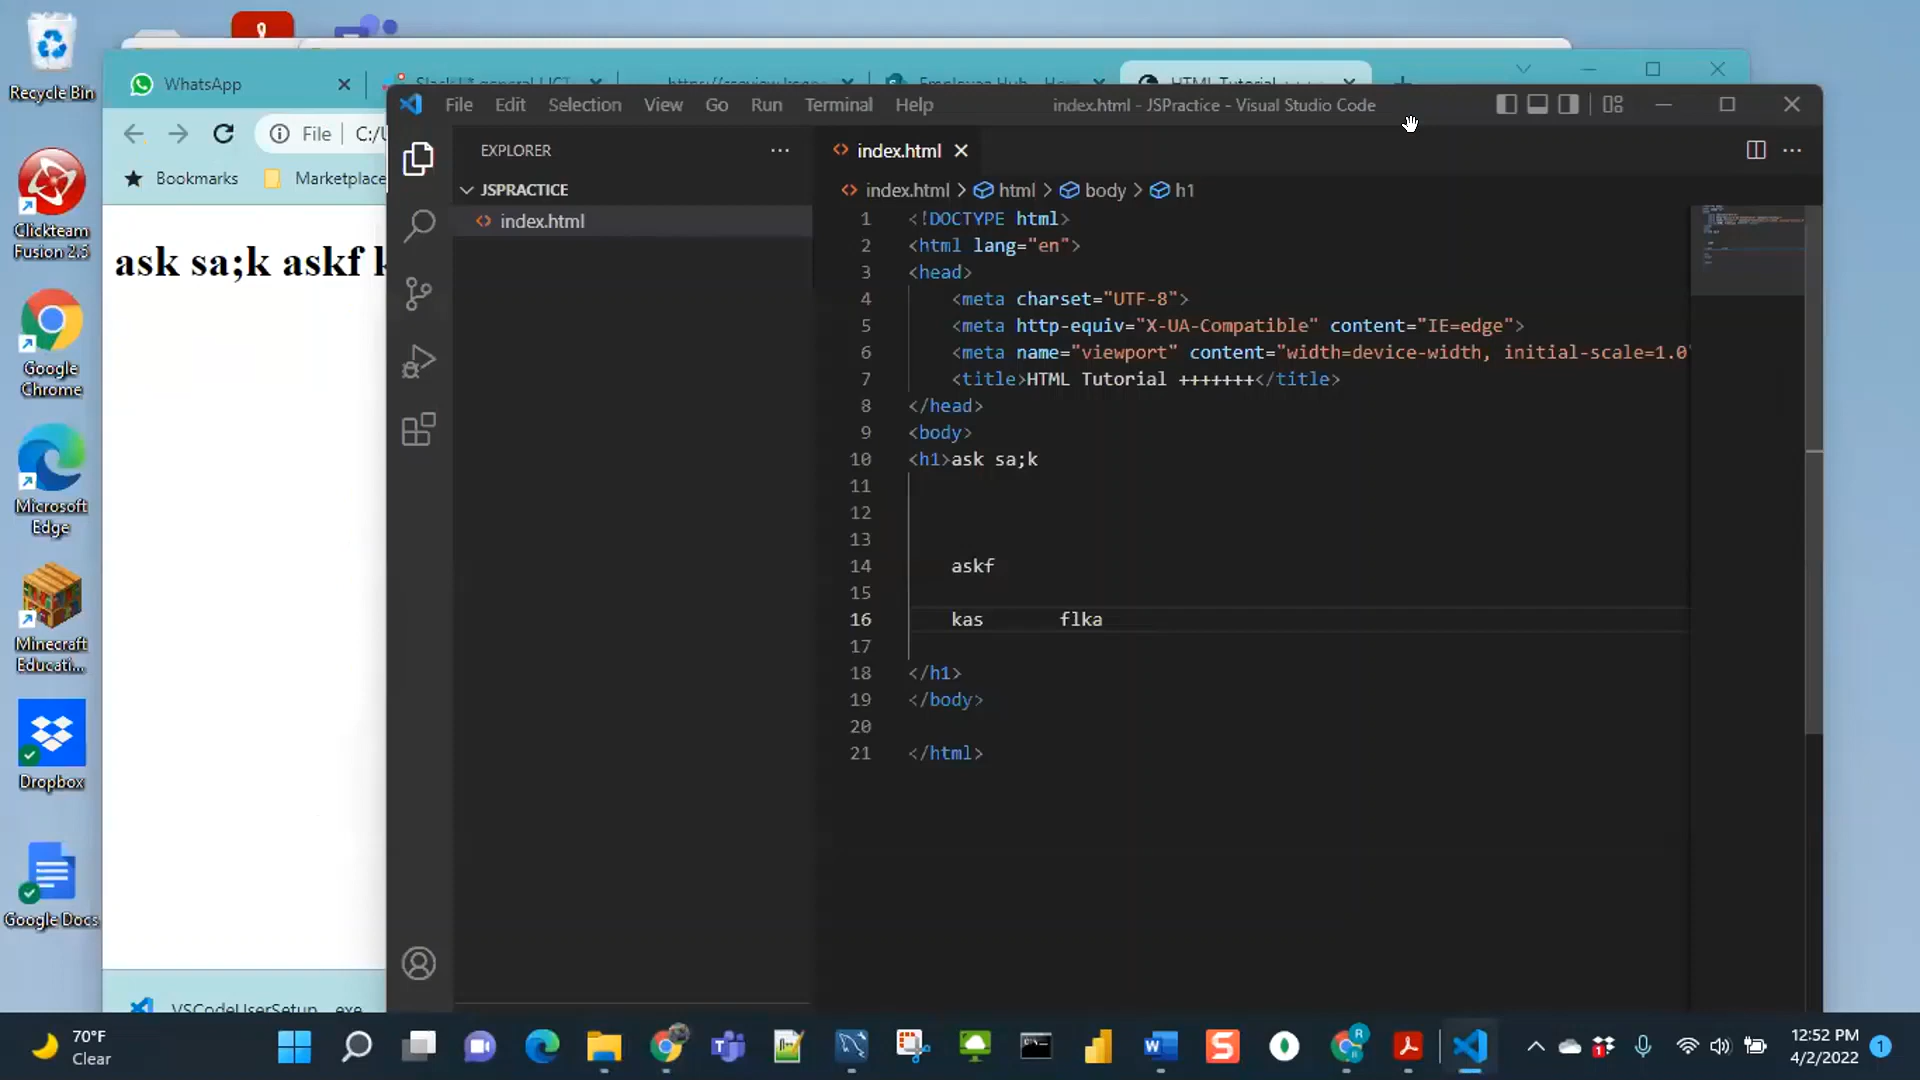 Recycle Bin
Clickteam
Fusion 2.5
Google
Chrome
Microsoft
Edge
Minecraft
Educati...
Dropbox
Google Docs
WhatsApp
HTML Tutorial
File
C:/
Bookmarks
Marketplace
ask sa;k askf
File Edit Selection View Go Run Terminal Help
index.html - JSPractice - Visual Studio Code
EXPLORER
JSPRACTICE
index.html
index.html
index.html > html > body > h1
1 <!DOCTYPE html>
2 <html lang="en">
3 <head>
4 <meta charset="UTF-8">
5 <meta http-equiv="X-UA-Compatible" content="IE=edge">
6 <meta name="viewport" content="width=device-width, initial-scale=1.0"
7 <title>HTML Tutorial +++++++</title>
8 </head>
9 <body>
10 <h1>ask sa;k
11
12
13
14 askf
15
16 kas flka
17
18 </h1>
19 </body>
20
21 </html>
VSCodeUserSetup....exe
70°F
Clear
12:52 PM
4/2/2022
1